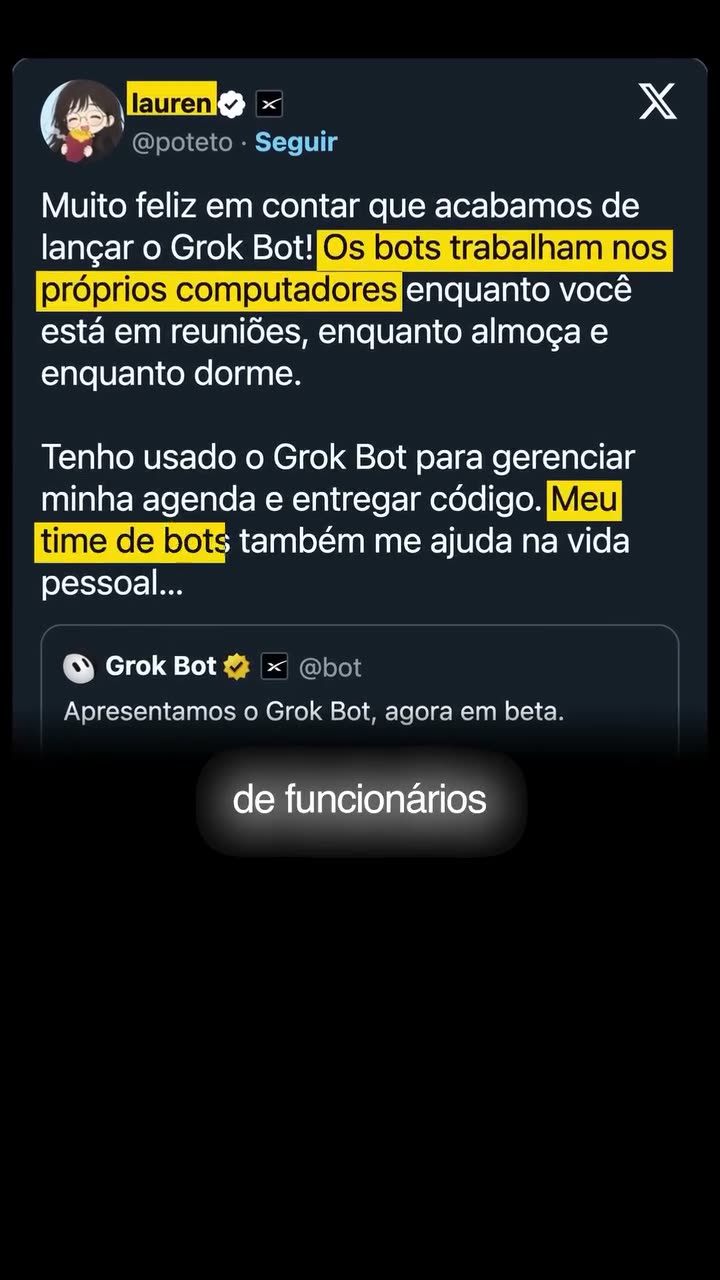 lauren
@poteto · Seguir
Muito feliz em contar que acabamos de
lançar o Grok Bot! Os bots trabalham nos
próprios computadores enquanto você
está em reuniões, enquanto almoça e
enquanto dorme.
Tenho usado o Grok Bot para gerenciar
minha agenda e entregar código. Meu
time de bots também me ajuda na vida
pessoal...
Grok Bot @bot
Apresentamos o Grok Bot, agora em beta.
de funcionários